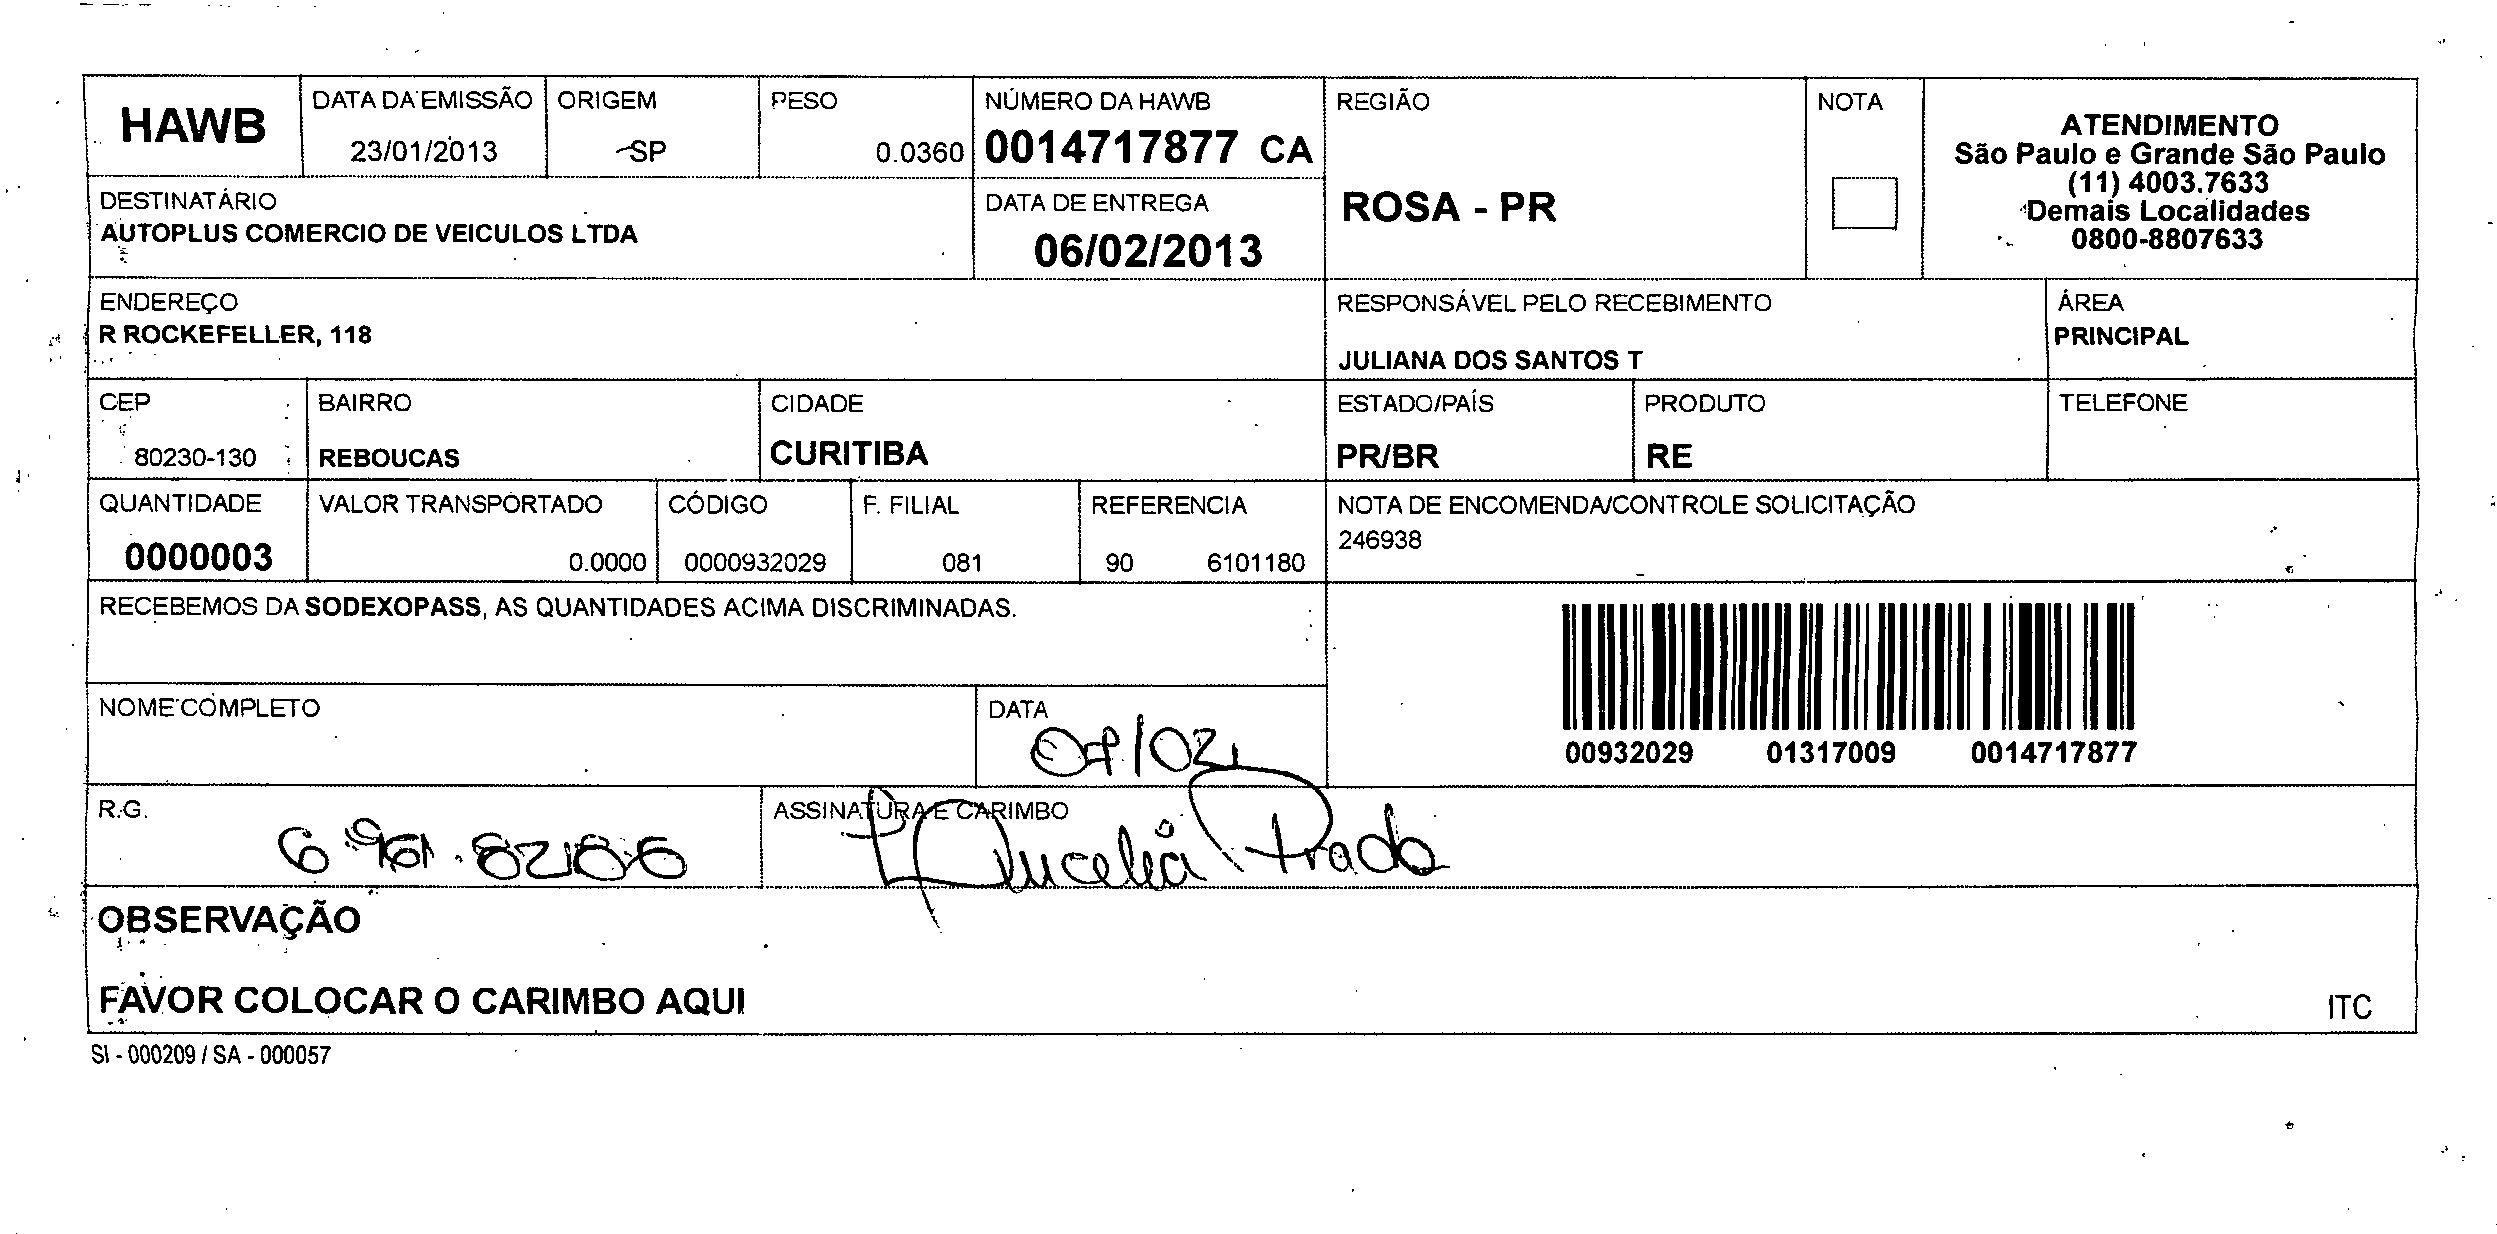 HAWB
DATA DA EMISSÃO
23/01/2013
ORIGEM
SP
PESO
0.0360
NÚMERO DA HAWB
0014717877 CA
REGIÃO
ROSA - PR
NOTA
ATENDIMENTO
São Paulo e Grande São Paulo
(11) 4003.7633
Demais Localidades
0800-8807633
DESTINATÁRIO
AUTOPLUS COMERCIO DE VEICULOS LTDA
DATA DE ENTREGA
06/02/2013
ENDEREÇO
R ROCKEFELLER, 118
RESPONSÁVEL PELO RECEBIMENTO
JULIANA DOS SANTOS T
ÁREA
PRINCIPAL
CEP
80230-130
BAIRRO
REBOUCAS
CIDADE
CURITIBA
ESTADO/PAÍS
PR/BR
PRODUTO
RE
TELEFONE
QUANTIDADE
0000003
VALOR TRANSPORTADO
0.0000
CÓDIGO
0000932029
F. FILIAL
081
REFERENCIA
90 6101180
NOTA DE ENCOMENDA/CONTROLE SOLICITAÇÃO
246938
RECEBEMOS DA SODEXOPASS, AS QUANTIDADES ACIMA DISCRIMINADAS.
00932029 01317009 0014717877
NOME COMPLETO
DATA
07/02
R.G.
ASSINATURA E CARIMBO
Prado
OBSERVAÇÃO
FAVOR COLOCAR O CARIMBO AQUI
ITC
SI - 000209 / SA - 000057